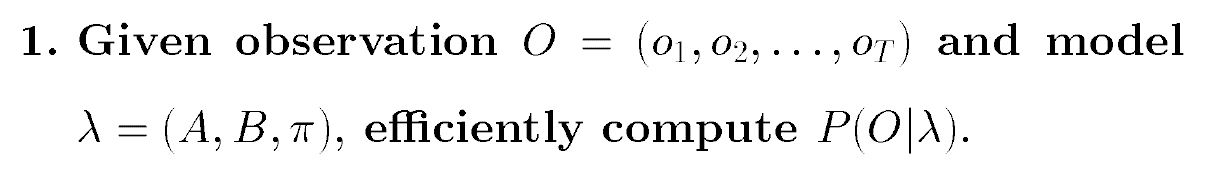 1. Given observation O = (o₁, o₂, . . . , o_T) and model
λ = (A, B, π), efficiently compute P(O|λ).